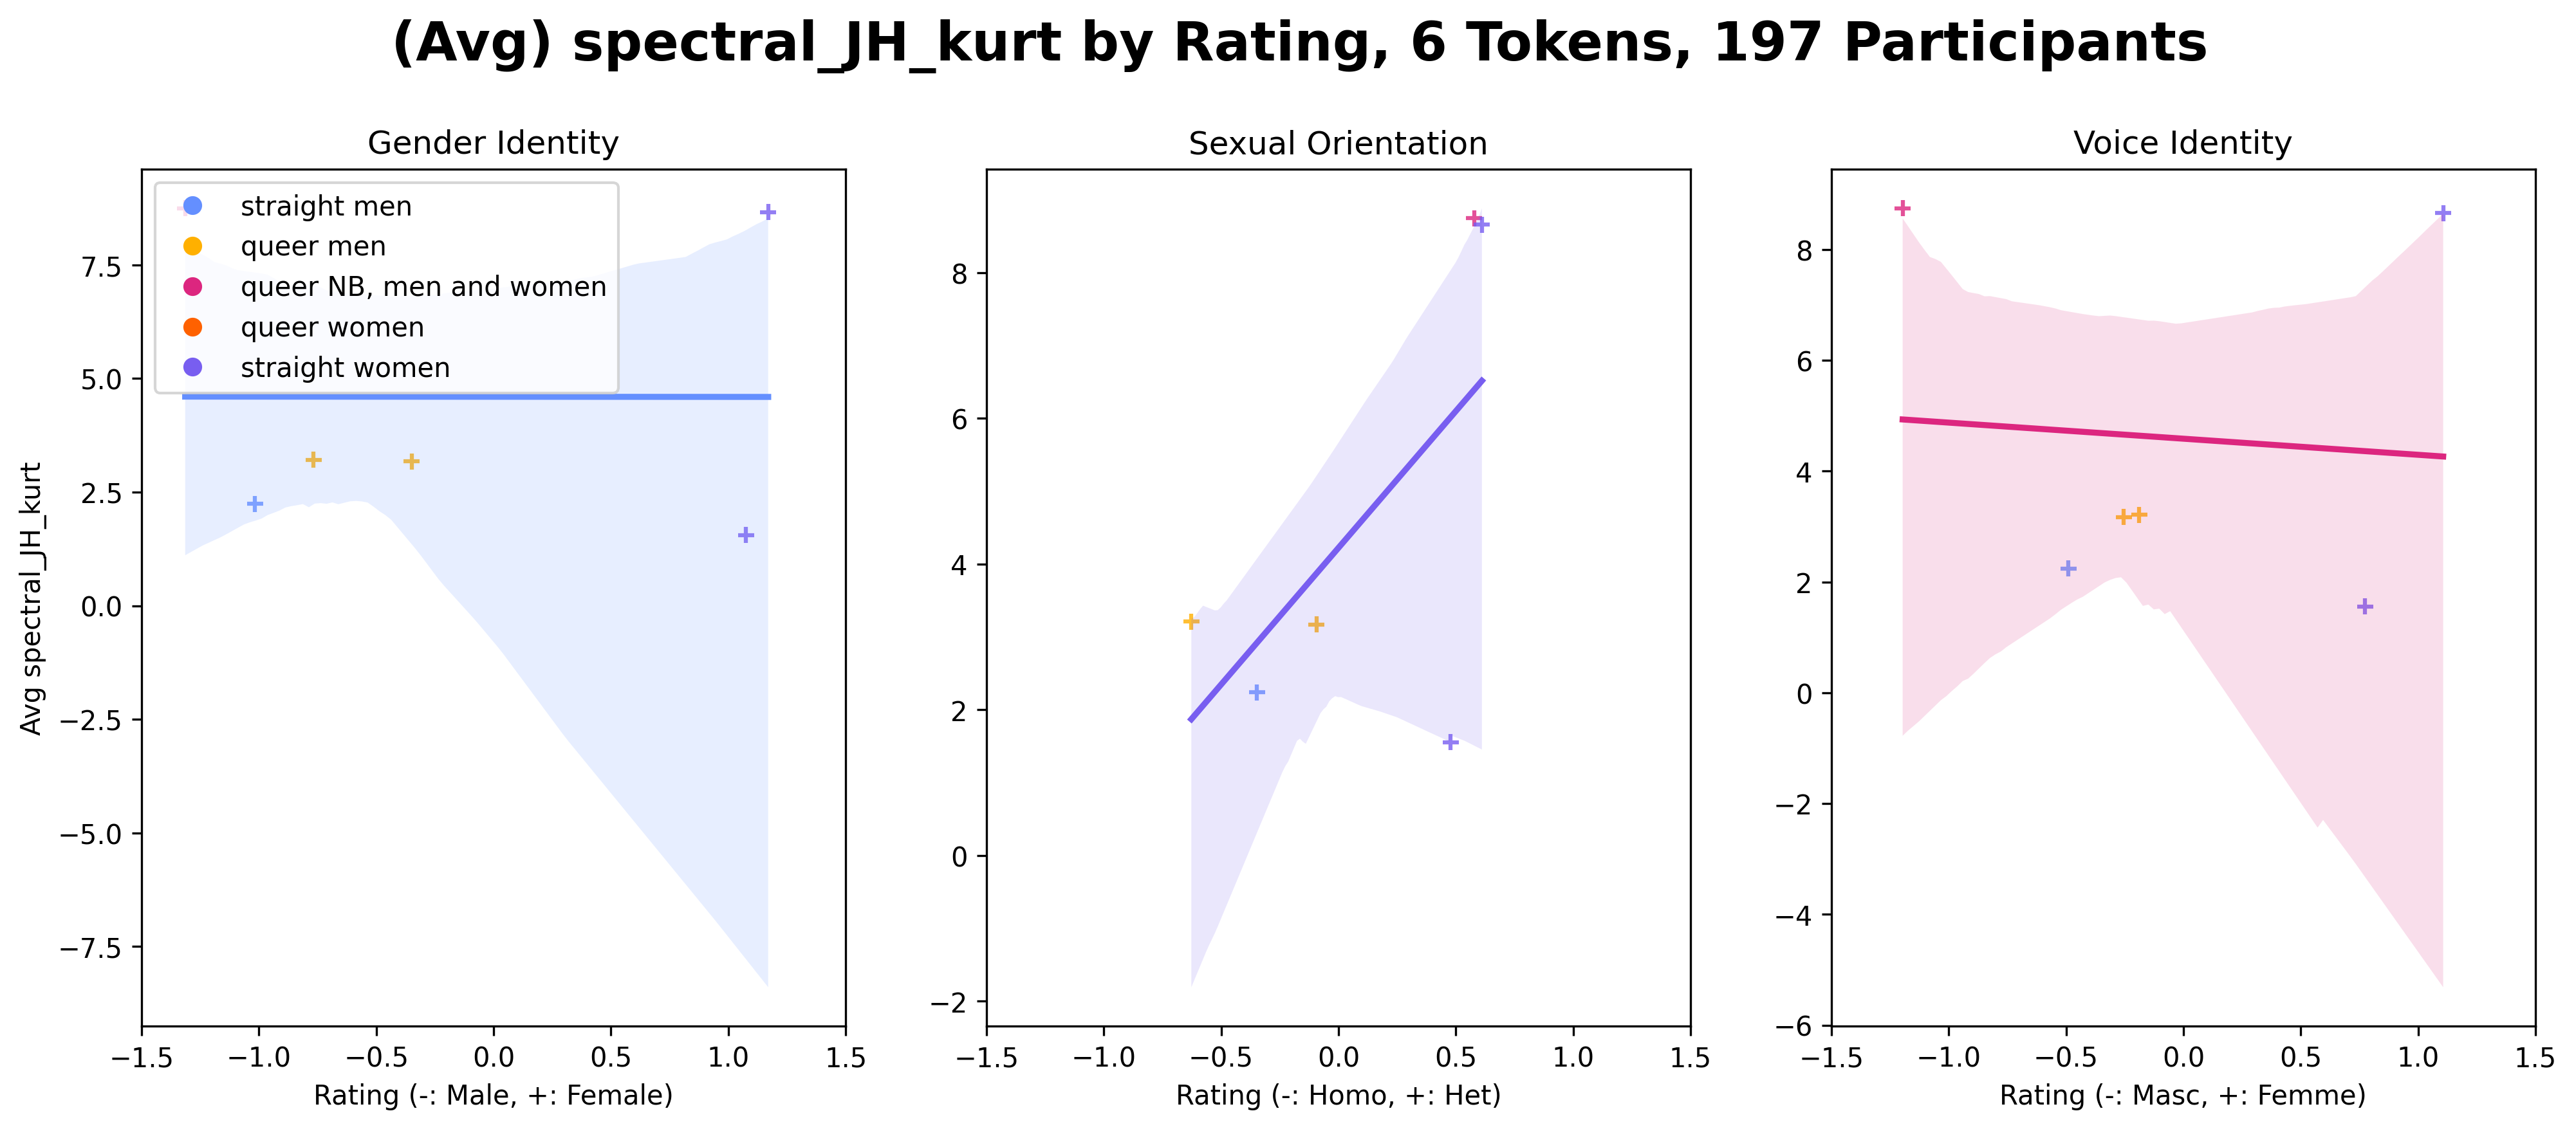 (Avg) spectral_JH_kurt by Rating, 6 Tokens, 197 Participants
Gender Identity
straight men
queer men
queer NB, men and women
queer women
straight women
Avg spectral_JH_kurt
7.5
5.0
2.5
0.0
−2.5
−5.0
−7.5
−1.5 −1.0 −0.5 0.0 0.5 1.0 1.5
Rating (-: Male, +: Female)
Sexual Orientation
8
6
4
2
0
−2
−1.5 −1.0 −0.5 0.0 0.5 1.0 1.5
Rating (-: Homo, +: Het)
Voice Identity
8
6
4
2
0
−2
−4
−6
−1.5 −1.0 −0.5 0.0 0.5 1.0 1.5
Rating (-: Masc, +: Femme)